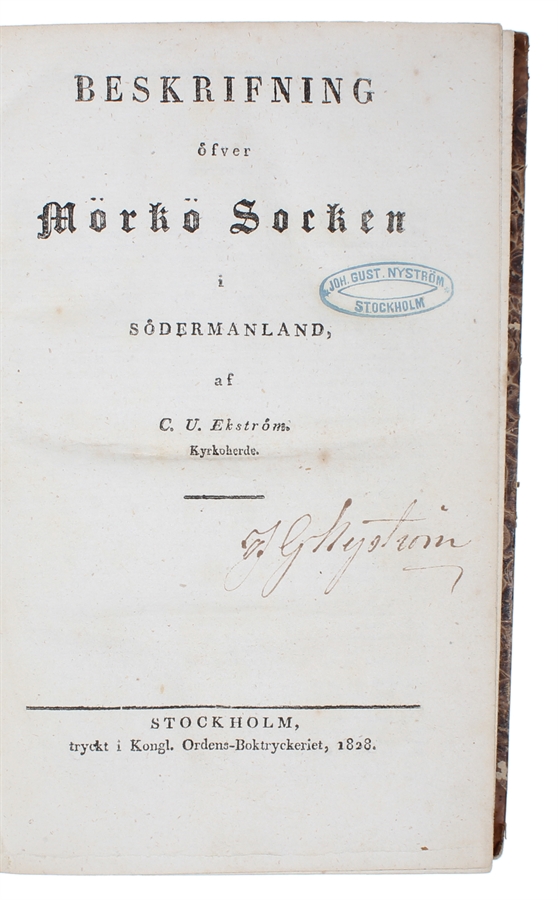 BESKRIFNING
öfver
Mörkö Socken
i
SÖDERMANLAND,
af
C. U. Ekström.
Kyrkoherde.
JOH. GUST. NYSTRÖM
STOCKHOLM
J G Nyström
STOCKHOLM,
tryckt i Kongl. Ordens-Boktryckeriet, 1828.